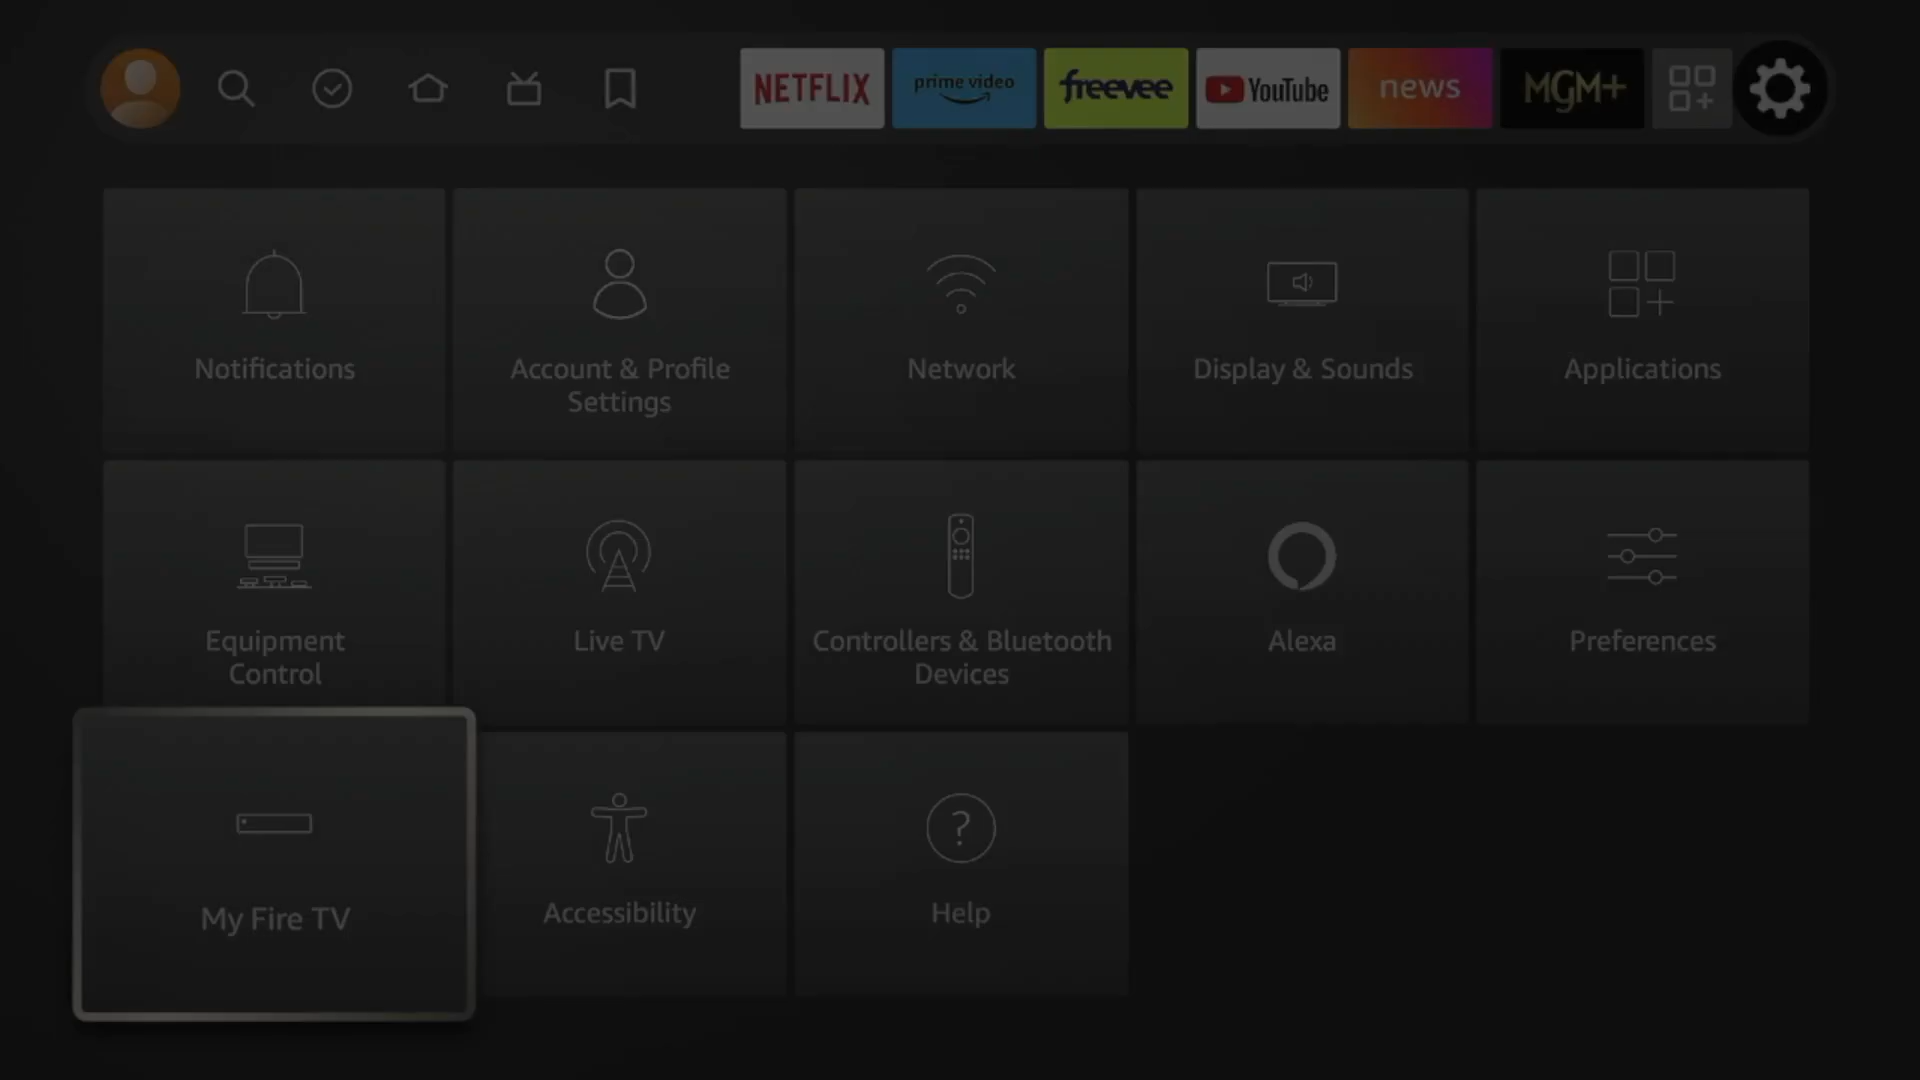 NETFLIX
prime video
freevee
YouTube
news
MGM+
Notifications
Account & Profile
Settings
Network
Display & Sounds
Applications
Equipment
Control
Live TV
Controllers & Bluetooth
Devices
Alexa
Preferences
My Fire TV
Accessibility
?
Help